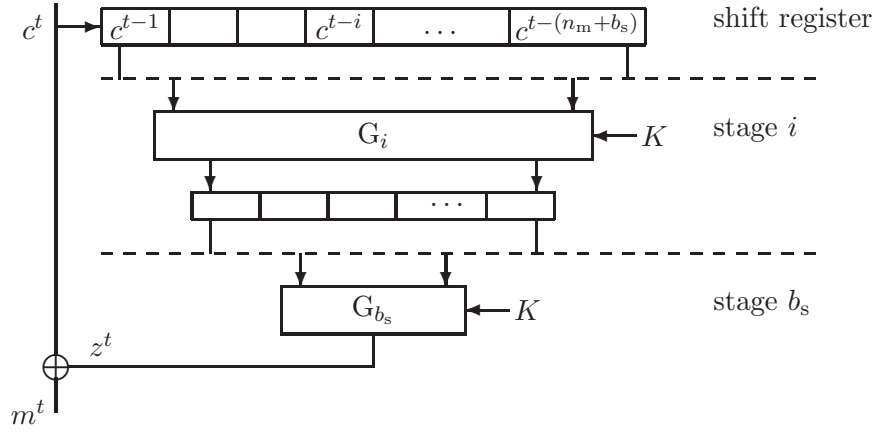 c^t c^{t-1} c^{t-i} ... c^{t-(n_m+b_s)} shift register
G_i K stage i
...
G_{b_s} K stage b_s
z^t
m^t